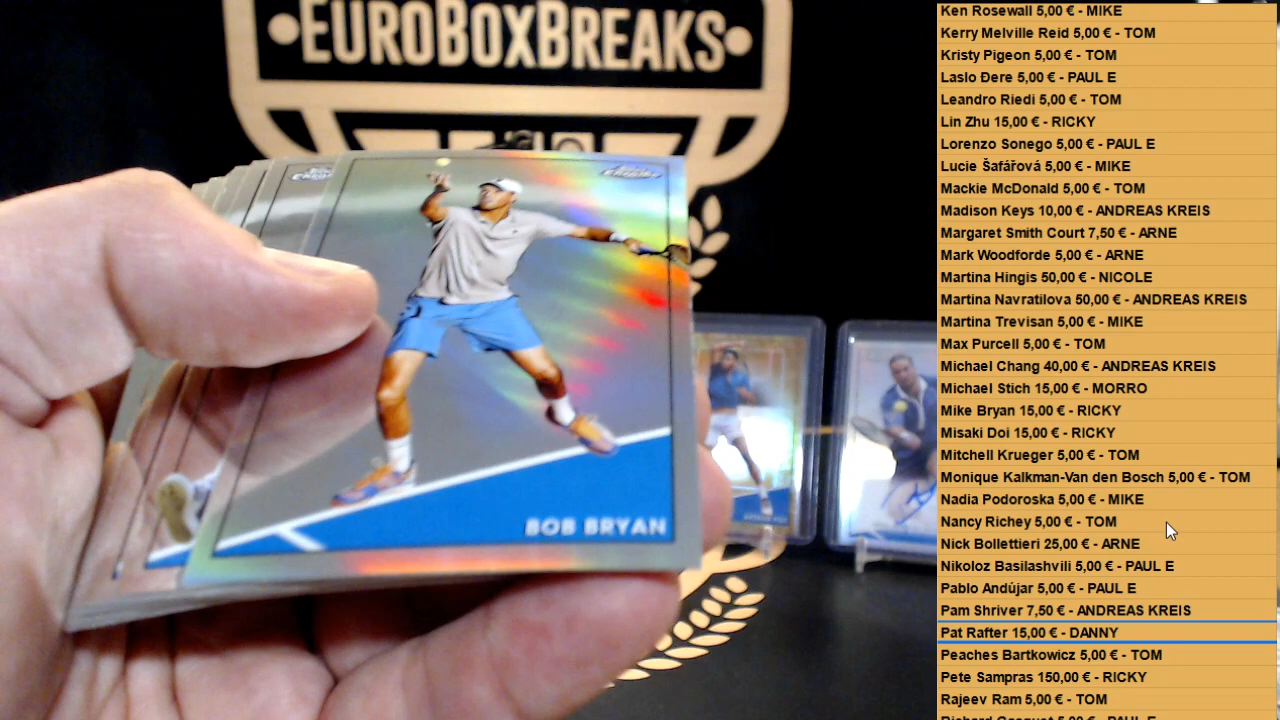 EUROBOXBREAKS
BOB BRYAN
Ken Rosewall 5,00 € - MIKE
Kerry Melville Reid 5,00 € - TOM
Kristy Pigeon 5,00 € - TOM
Laslo Đere 5,00 € - PAUL E
Leandro Riedi 5,00 € - TOM
Lin Zhu 15,00 € - RICKY
Lorenzo Sonego 5,00 € - PAUL E
Lucie Šafářová 5,00 € - MIKE
Mackie McDonald 5,00 € - TOM
Madison Keys 10,00 € - ANDREAS KREIS
Margaret Smith Court 7,50 € - ARNE
Mark Woodforde 5,00 € - ARNE
Martina Hingis 50,00 € - NICOLE
Martina Navratilova 50,00 € - ANDREAS KREIS
Martina Trevisan 5,00 € - MIKE
Max Purcell 5,00 € - TOM
Michael Chang 40,00 € - ANDREAS KREIS
Michael Stich 15,00 € - MORRO
Mike Bryan 15,00 € - RICKY
Misaki Doi 15,00 € - RICKY
Mitchell Krueger 5,00 € - TOM
Monique Kalkman-Van den Bosch 5,00 € - TOM
Nadia Podoroska 5,00 € - MIKE
Nancy Richey 5,00 € - TOM
Nick Bollettieri 25,00 € - ARNE
Nikoloz Basilashvili 5,00 € - PAUL E
Pablo Andújar 5,00 € - PAUL E
Pam Shriver 7,50 € - ANDREAS KREIS
Pat Rafter 15,00 € - DANNY
Peaches Bartkowicz 5,00 € - TOM
Pete Sampras 150,00 € - RICKY
Rajeev Ram 5,00 € - TOM
Richard Gasquet 5,00 € - PAUL E